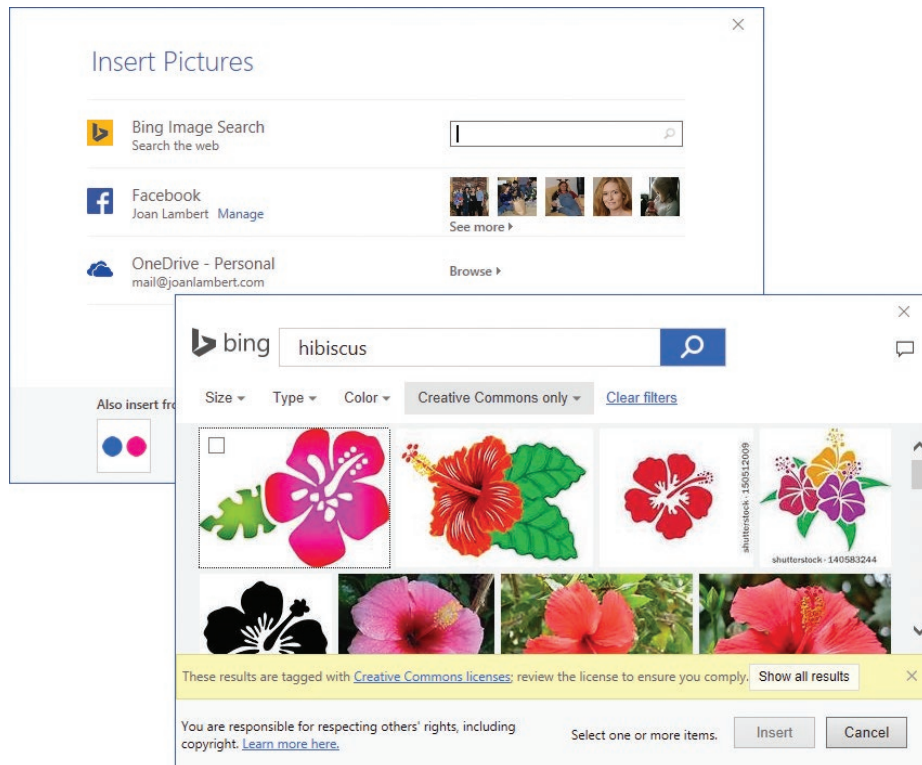 Insert Pictures
Bing Image Search
Search the web
Facebook
Joan Lambert Manage
See more
OneDrive - Personal
mail@joanlambert.com
Browse
Also insert
bing
hibiscus
Size Type Color Creative Commons only Clear filters
shutterstock · 150512009
shutterstock · 140583244
These results are tagged with Creative Commons licenses; review the license to ensure you comply. Show all results
You are responsible for respecting others' rights, including
copyright. Learn more here.
Select one or more items. Insert Cancel